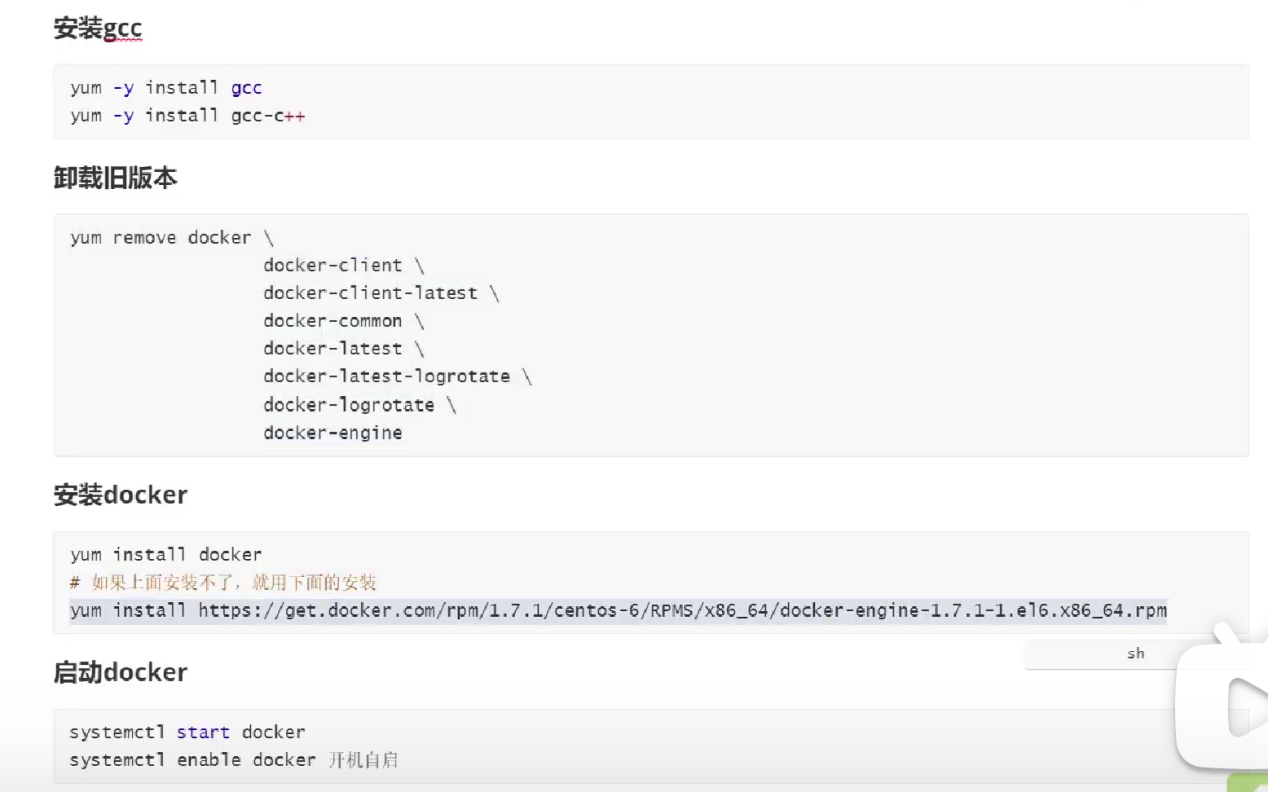 安装gcc
yum -y install gcc
yum -y install gcc-c++
卸载旧版本
yum remove docker \
docker-client \
docker-client-latest \
docker-common \
docker-latest \
docker-latest-logrotate \
docker-logrotate \
docker-engine
安装docker
yum install docker
# 如果上面安装不了，就用下面的安装
yum install https://get.docker.com/rpm/1.7.1/centos-6/RPMS/x86_64/docker-engine-1.7.1-1.el6.x86_64.rpm
sh
启动docker
systemctl start docker
systemctl enable docker 开机自启